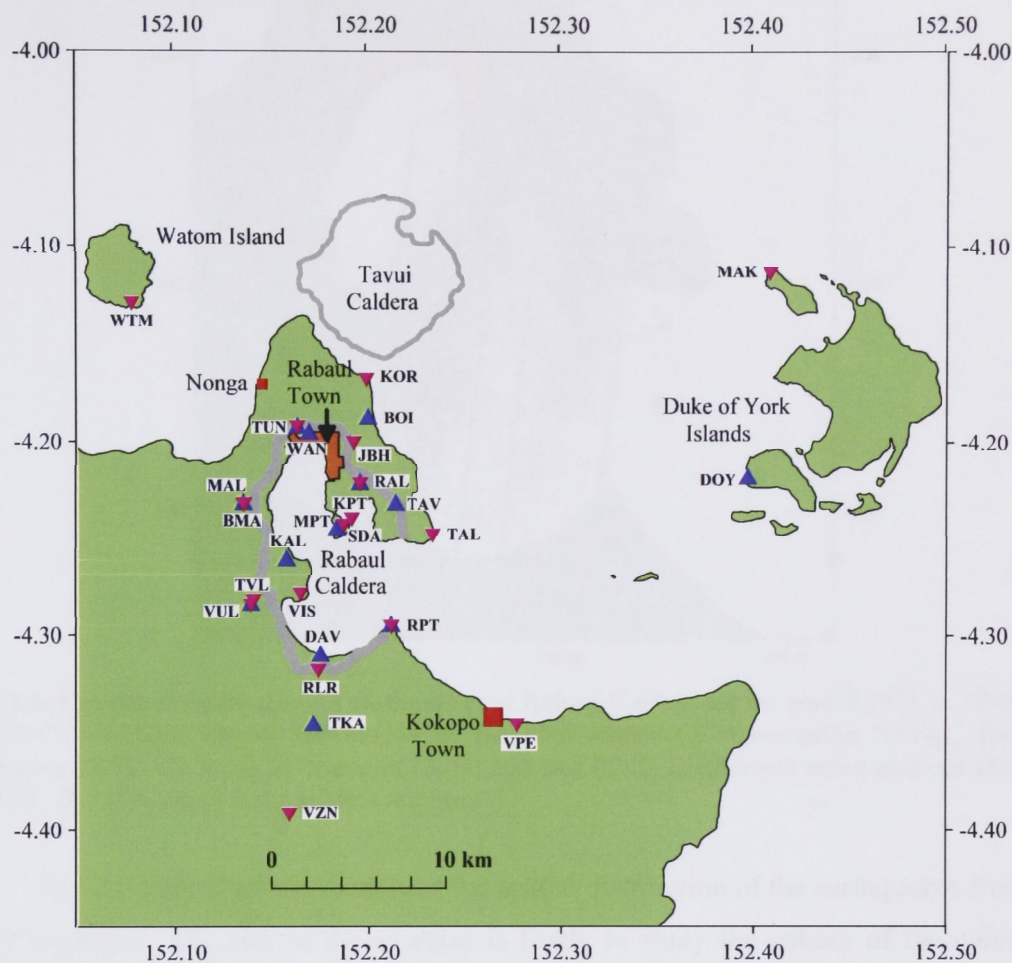 152.10 152.20 152.30 152.40 152.50
-4.00 -4.00
-4.10 -4.10
Watom Island
Tavui
Caldera
MAK
WTM
Nonga
Rabaul
Town
KOR
BOI
Duke of York
Islands
-4.20 -4.20
TUN
WAN
JBH
RAL
DOY
MAL
BMA
KPT
TAV
MPT
SDA
TAL
KAL
Rabaul
Caldera
TVL
VUL
VIS
-4.30 -4.30
DAV
RPT
RLR
TKA
Kokopo
Town
VPE
VZN
-4.40 -4.40
0 10 km
152.10 152.20 152.30 152.40 152.50